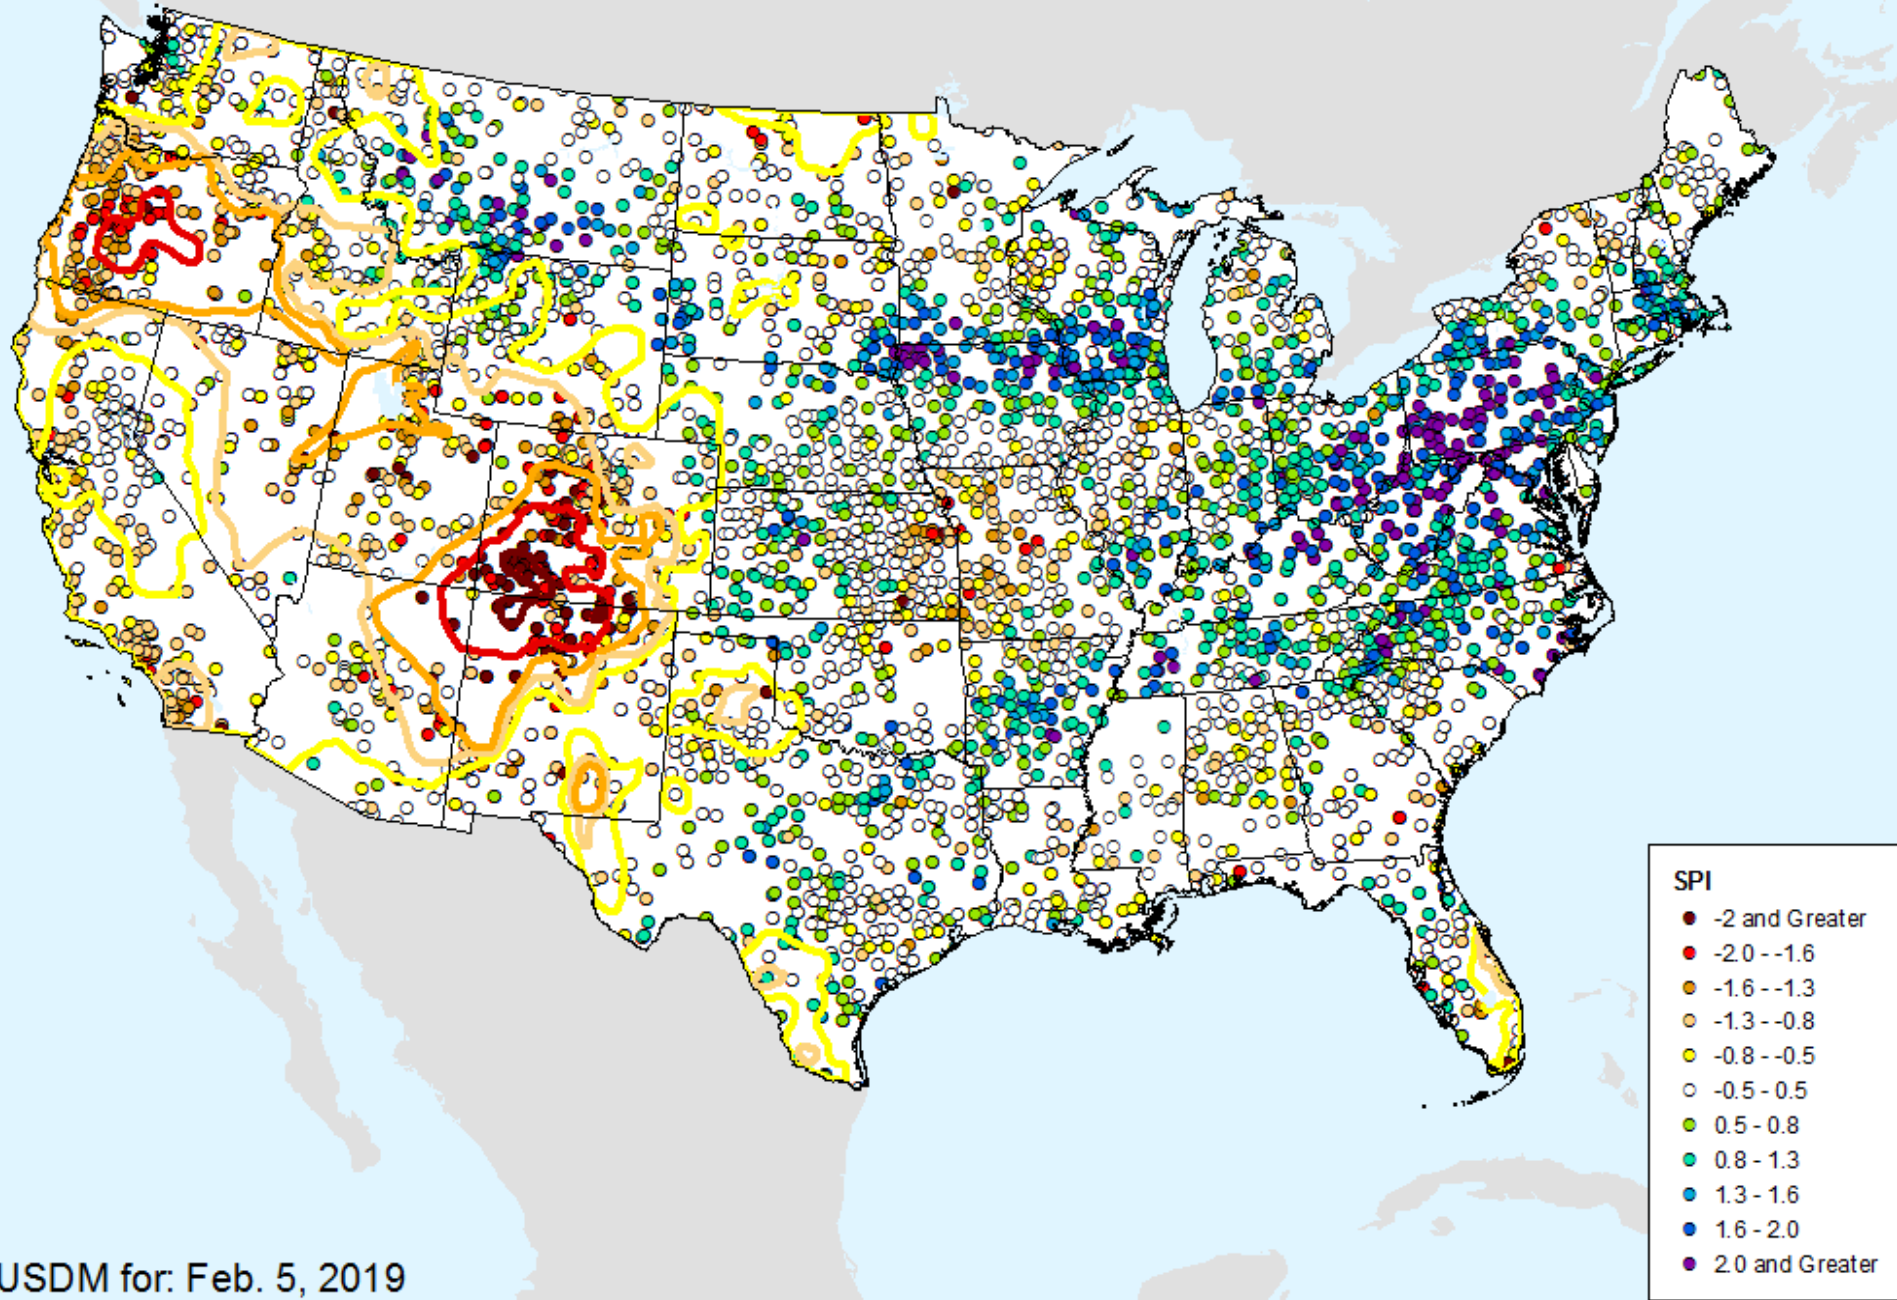 SPI
-2 and Greater
-2.0 - -1.6
-1.6 - -1.3
-1.3 - -0.8
-0.8 - -0.5
-0.5 - 0.5
0.5 - 0.8
0.8 - 1.3
1.3 - 1.6
1.6 - 2.0
2.0 and Greater
USDM for: Feb. 5, 2019